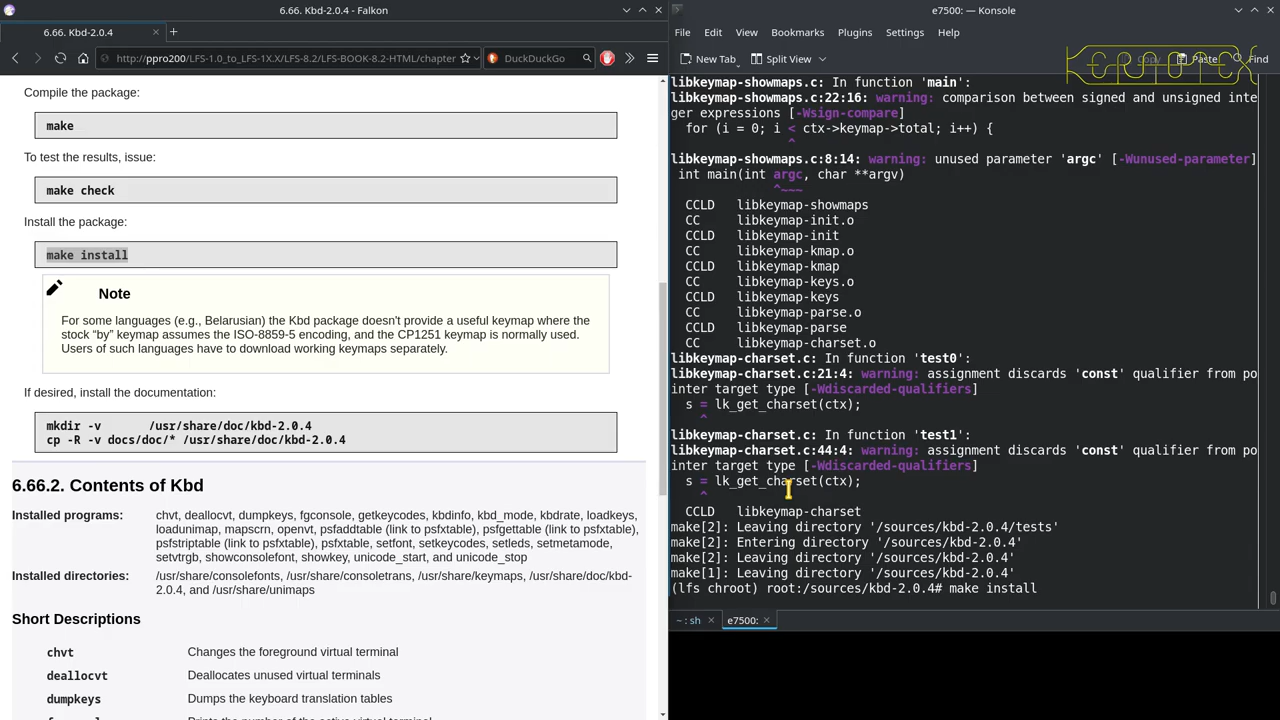 6.66. Kbd-2.0.4 - Falkon
6.66. Kbd-2.0.4
http://ppro200/LFS-1.0_to_LFS-1X.X/LFS-8.2/LFS-BOOK-8.2-HTML/chapter
DuckDuckGo
Compile the package:
make
To test the results, issue:
make check
Install the package:
make install
Note
For some languages (e.g., Belarusian) the Kbd package doesn't provide a useful keymap where the
stock “by” keymap assumes the ISO-8859-5 encoding, and the CP1251 keymap is normally used.
Users of such languages have to download working keymaps separately.
If desired, install the documentation:
mkdir -v /usr/share/doc/kbd-2.0.4
cp -R -v docs/doc/* /usr/share/doc/kbd-2.0.4
6.66.2. Contents of Kbd
Installed programs: chvt, deallocvt, dumpkeys, fgconsole, getkeycodes, kbdinfo, kbd_mode, kbdrate, loadkeys,
loadunimap, mapscrn, openvt, psfaddtable (link to psfxtable), psfgettable (link to psfxtable),
psfstriptable (link to psfxtable), psfxtable, setfont, setkeycodes, setleds, setmetamode,
setvtrgb, showconsolefont, showkey, unicode_start, and unicode_stop
Installed directories: /usr/share/consolefonts, /usr/share/consoletrans, /usr/share/keymaps, /usr/share/doc/kbd-
2.0.4, and /usr/share/unimaps
Short Descriptions
chvt Changes the foreground virtual terminal
deallocvt Deallocates unused virtual terminals
dumpkeys Dumps the keyboard translation tables
e7500: — Konsole
File Edit View Bookmarks Plugins Settings Help
New Tab Split View Copy Paste Find
libkeymap-showmaps.c: In function 'main':
libkeymap-showmaps.c:22:16: warning: comparison between signed and unsigned inte
ger expressions [-Wsign-compare]
for (i = 0; i < ctx->keymap->total; i++) {
^
libkeymap-showmaps.c:8:14: warning: unused parameter 'argc' [-Wunused-parameter]
int main(int argc, char **argv)
^~~~
CCLD libkeymap-showmaps
CC libkeymap-init.o
CCLD libkeymap-init
CC libkeymap-kmap.o
CCLD libkeymap-kmap
CC libkeymap-keys.o
CCLD libkeymap-keys
CC libkeymap-parse.o
CCLD libkeymap-parse
CC libkeymap-charset.o
libkeymap-charset.c: In function 'test0':
libkeymap-charset.c:21:4: warning: assignment discards 'const' qualifier from po
inter target type [-Wdiscarded-qualifiers]
s = lk_get_charset(ctx);
^
libkeymap-charset.c: In function 'test1':
libkeymap-charset.c:44:4: warning: assignment discards 'const' qualifier from po
inter target type [-Wdiscarded-qualifiers]
s = lk_get_charset(ctx);
^
CCLD libkeymap-charset
make[2]: Leaving directory '/sources/kbd-2.0.4/tests'
make[2]: Entering directory '/sources/kbd-2.0.4'
make[2]: Leaving directory '/sources/kbd-2.0.4'
make[1]: Leaving directory '/sources/kbd-2.0.4'
(lfs chroot) root:/sources/kbd-2.0.4# make install
~ : sh
e7500: